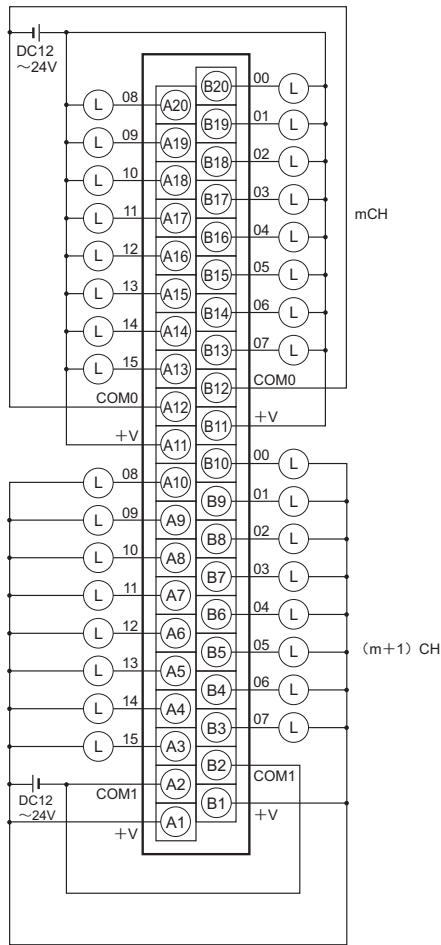 DC12
～24V
B20 00 L
L 08 A20
B19 01 L
L 09 A19
B18 02 L
L 10 A18
B17 03 L
mCH
L 11 A17
B16 04 L
L 12 A16
B15 05 L
L 13 A15
B14 06 L
L 14 A14
B13 07 L
L 15 A13
B12 COM0
COM0 A12
B11 +V
+V A11
B10 00 L
L 08 A10
B9 01 L
L 09 A9
B8 02 L
L 10 A8
B7 03 L
L 11 A7
B6 04 L
L 12 A6
B5 05 L
（m+1）CH
L 13 A5
B4 06 L
L 14 A4
B3 07 L
L 15 A3
B2 COM1
DC12
～24V
COM1 A2
B1 +V
+V A1